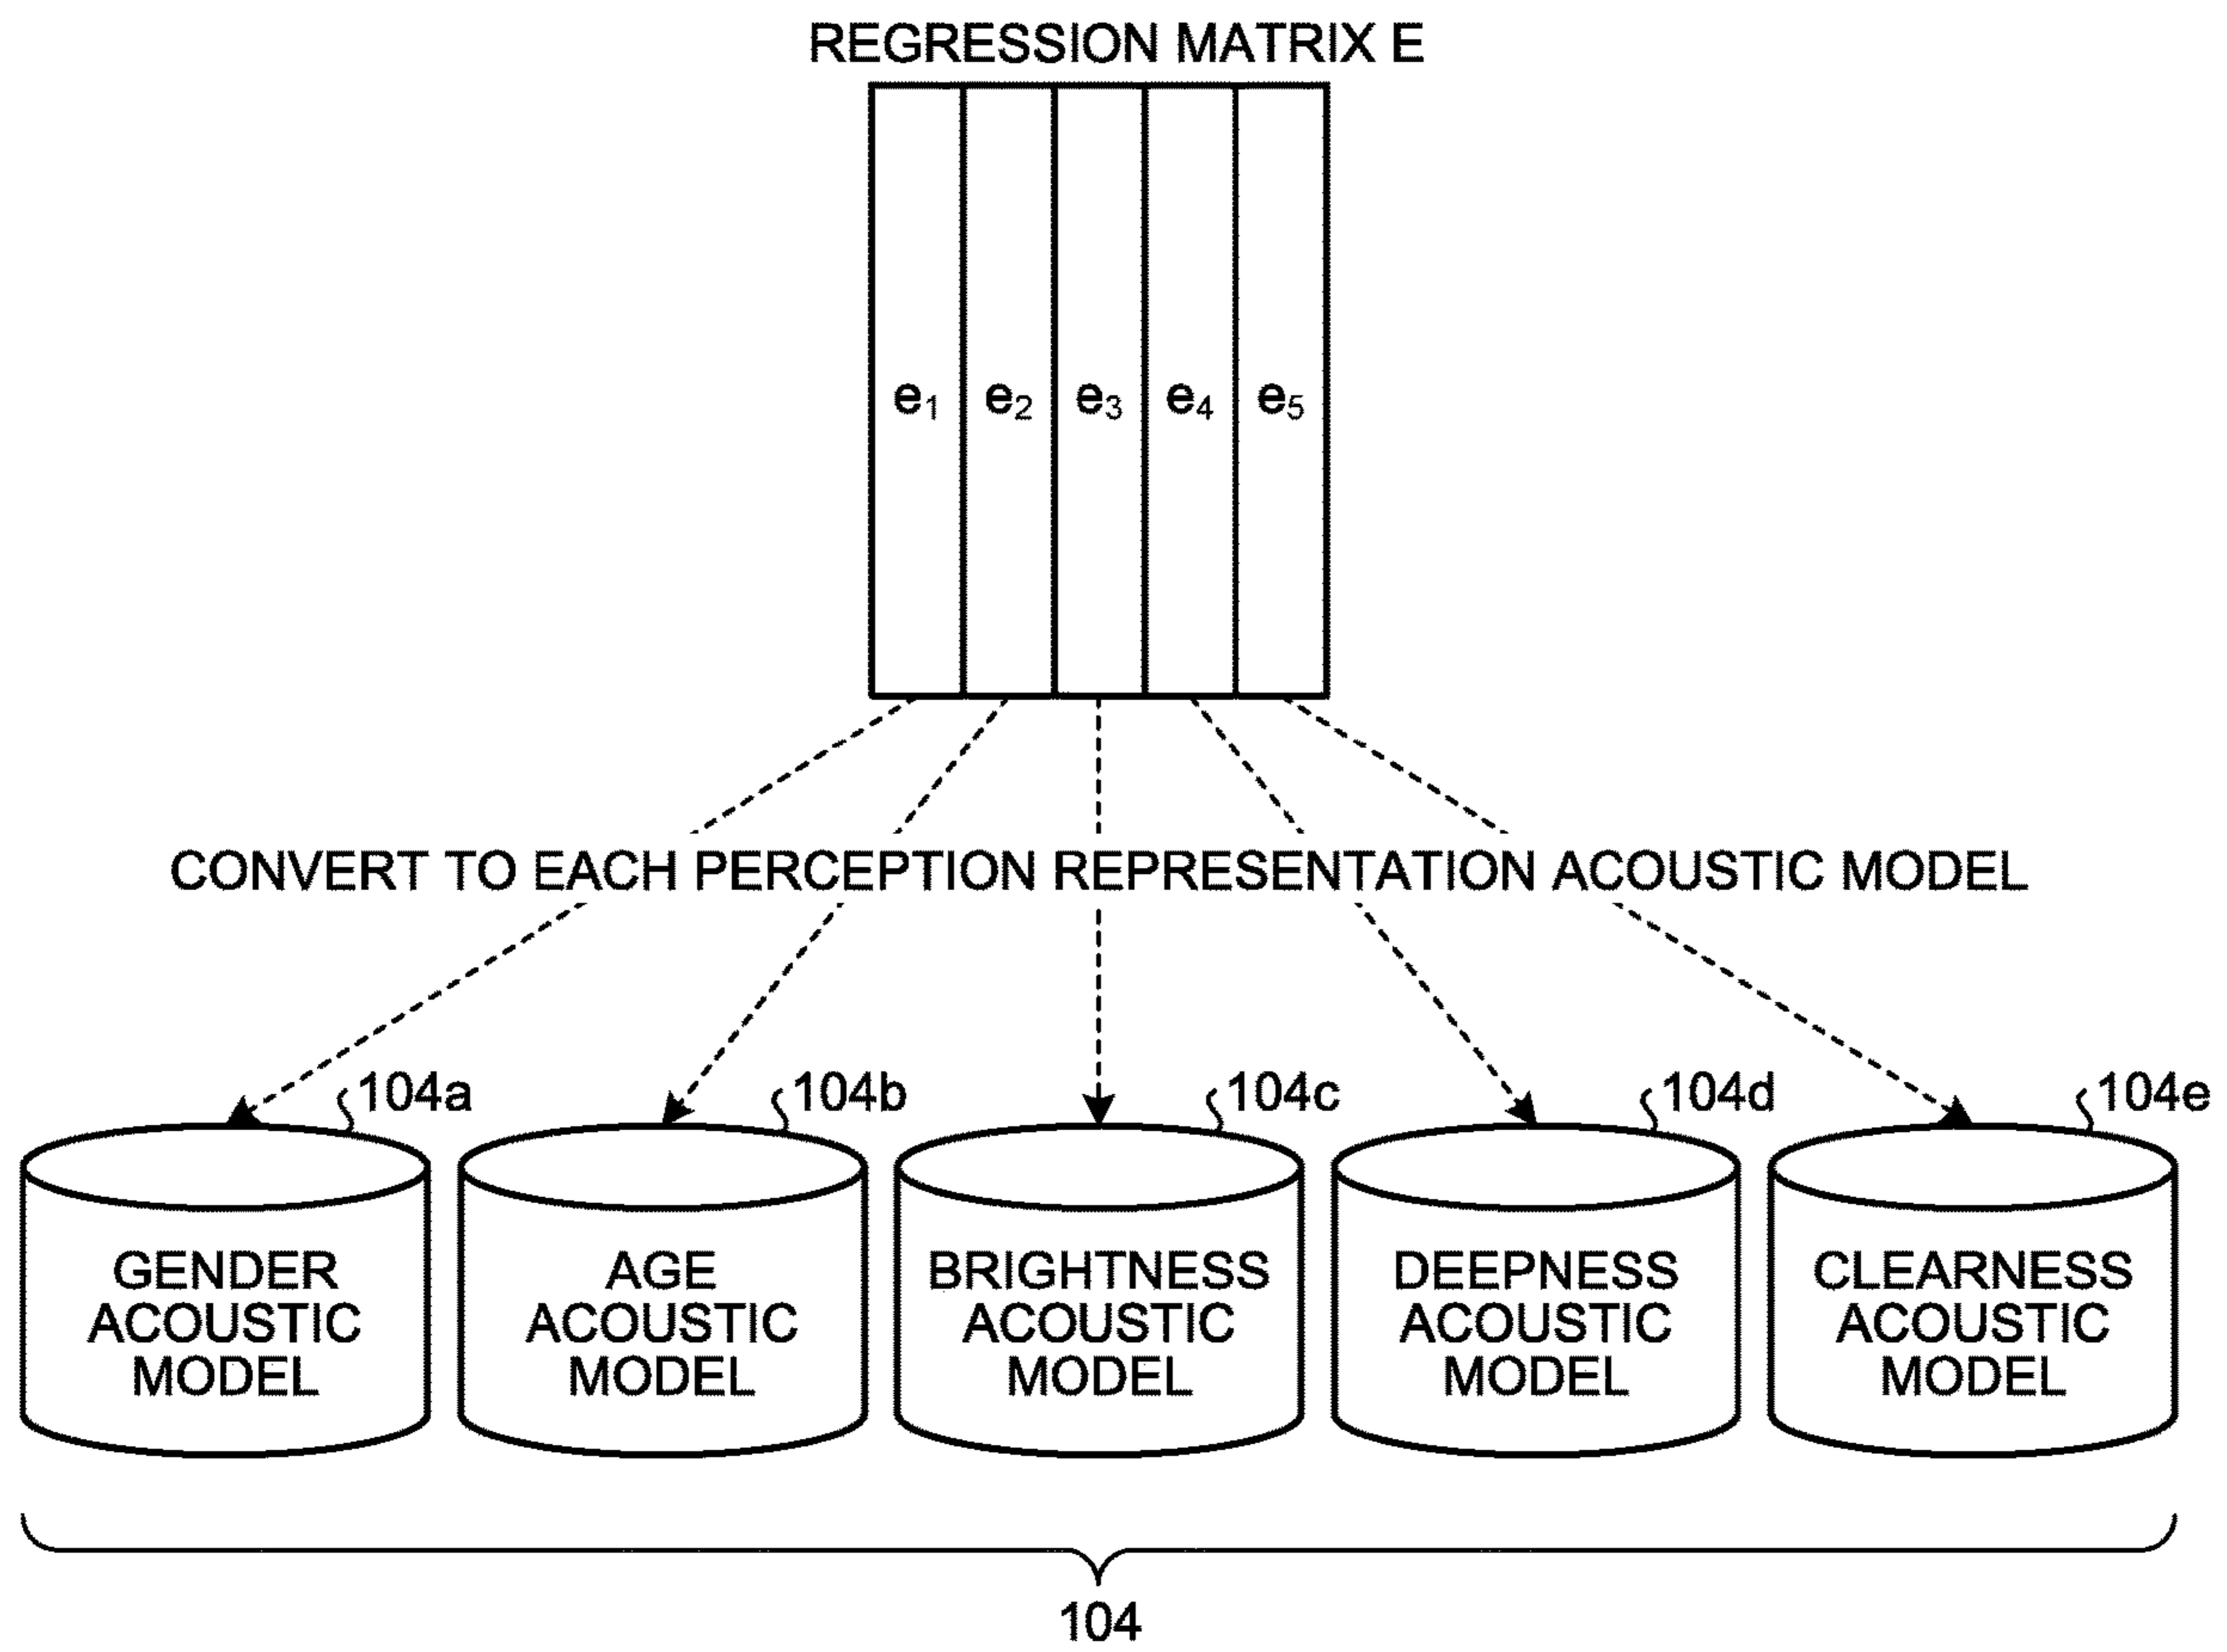 REGRESSION MATRIX E
e1 e2 e3 e4 e5
CONVERT TO EACH PERCEPTION REPRESENTATION ACOUSTIC MODEL
104a 104b 104c 104d 104e
GENDER
ACOUSTIC
MODEL
AGE
ACOUSTIC
MODEL
BRIGHTNESS
ACOUSTIC
MODEL
DEEPNESS
ACOUSTIC
MODEL
CLEARNESS
ACOUSTIC
MODEL
104